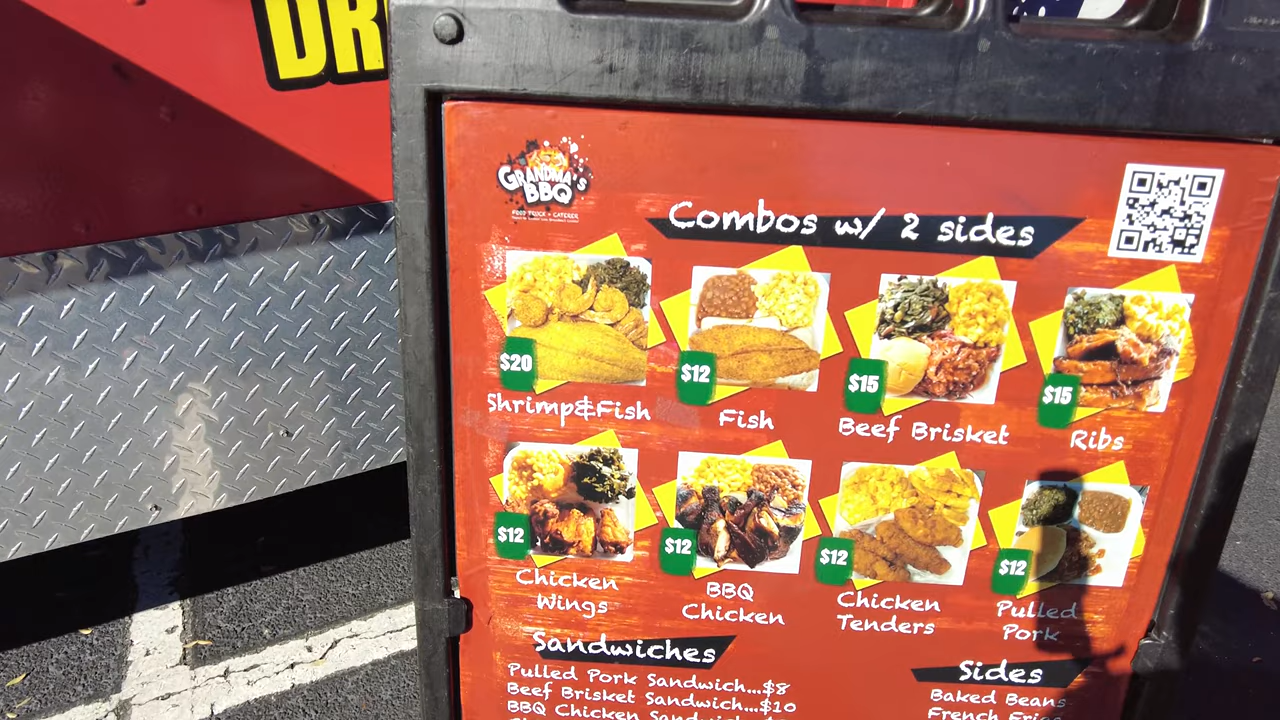 DR
GRANDMA'S
BBQ
FOOD TRUCK + CATERER
Combos w/ 2 sides
$20
$12
$15
$15
Shrimp&Fish
Fish
Beef Brisket
Ribs
$12
$12
$12
$12
Chicken
Wings
BBQ
Chicken
Chicken
Tenders
Pulled
Pork
Sandwiches
Pulled Pork Sandwich...$8
Beef Brisket Sandwich...$10
BBQ Chicken Sandwich...
Sides
Baked Beans
French Fries